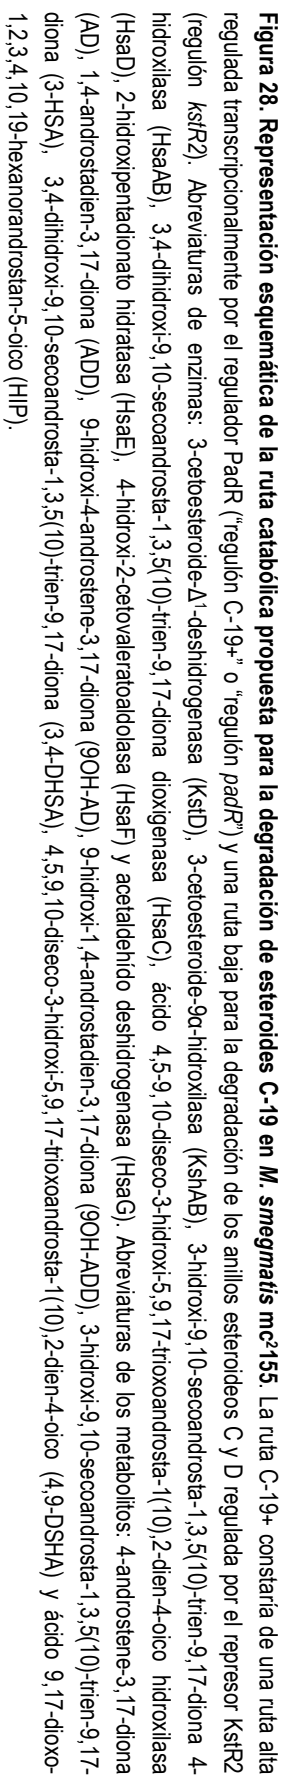 Figura 28. Representación esquemática de la ruta catabólica propuesta para la degradación de esteroides C-19 en M. smegmatis mc²155. La ruta C-19+ constaría de una ruta alta
regulada transcripcionalmente por el regulador PadR (“regulón C-19+” o “regulón padR”) y una ruta baja para la degradación de los anillos esteroideos C y D regulada por el represor KstR2
(regulón kstR2). Abreviaturas de enzimas: 3-cetoesteroide-Δ¹-deshidrogenasa (KstD), 3-cetoesteroide-9α-hidroxilasa (KshAB), 3-hidroxi-9,10-secoandrosta-1,3,5(10)-trien-9,17-diona 4-
hidroxilasa (HsaAB), 3,4-dihidroxi-9,10-secoandrosta-1,3,5(10)-trien-9,17-diona dioxigenasa (HsaC), ácido 4,5-9,10-diseco-3-hidroxi-5,9,17-trioxoandrosta-1(10),2-dien-4-oico hidroxilasa
(HsaD), 2-hidroxipentadionato hidratasa (HsaE), 4-hidroxi-2-cetovaleratoaldolasa (HsaF) y acetaldehído deshidrogenasa (HsaG). Abreviaturas de los metabolitos: 4-androstene-3,17-diona
(AD), 1,4-androstadien-3,17-diona (ADD), 9-hidroxi-4-androstene-3,17-diona (9OH-AD), 9-hidroxi-1,4-androstadien-3,17-diona (9OH-ADD), 3-hidroxi-9,10-secoandrosta-1,3,5(10)-trien-9,17-
diona (3-HSA), 3,4-dihidroxi-9,10-secoandrosta-1,3,5(10)-trien-9,17-diona (3,4-DHSA), 4,5,9,10-diseco-3-hidroxi-5,9,17-trioxoandrosta-1(10),2-dien-4-oico (4,9-DSHA) y ácido 9,17-dioxo-
1,2,3,4,10,19-hexanorandrostan-5-oico (HIP).